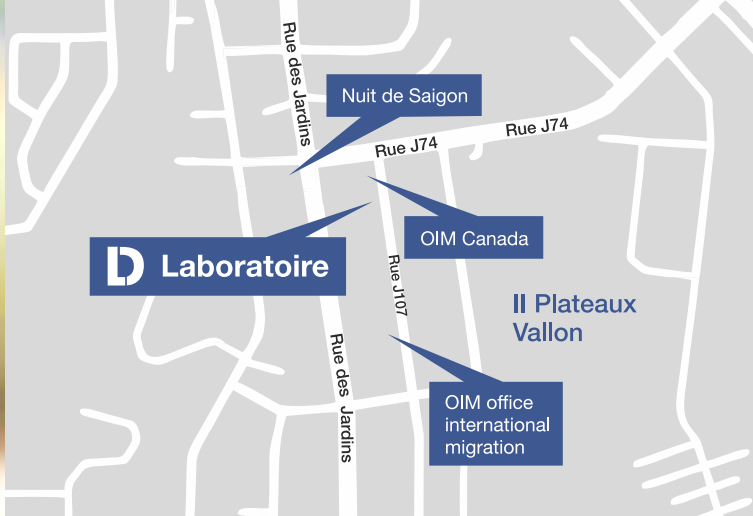 Rue des Jardins
Nuit de Saigon
Rue J74
Rue J74
OIM Canada
D Laboratoire
Rue J107
II Plateaux
Vallon
Rue des Jardins
OIM office
international
migration